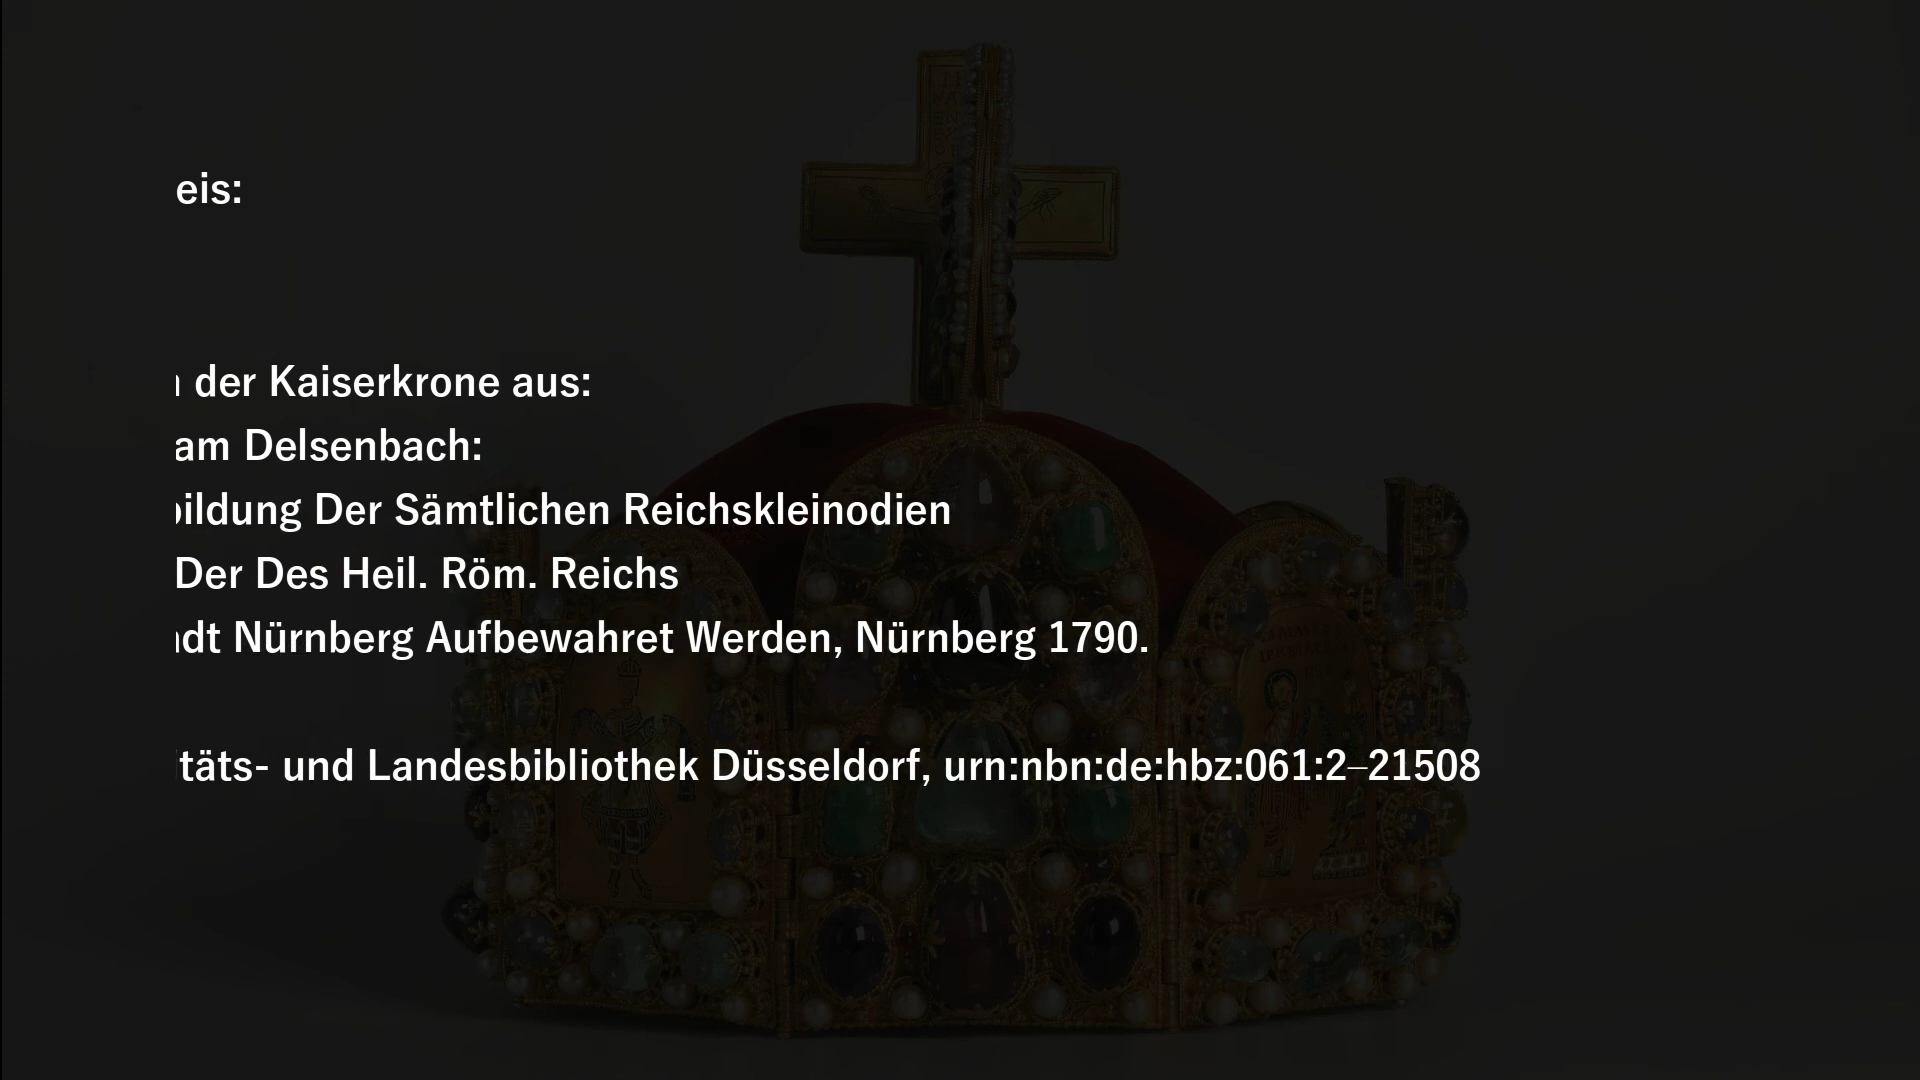 eis:
der Kaiserkrone aus:
am Delsenbach:
bildung Der Sämtlichen Reichskleinodien
Der Des Heil. Röm. Reichs
dt Nürnberg Aufbewahret Werden, Nürnberg 1790.
täts- und Landesbibliothek Düsseldorf, urn:nbn:de:hbz:061:2–21508